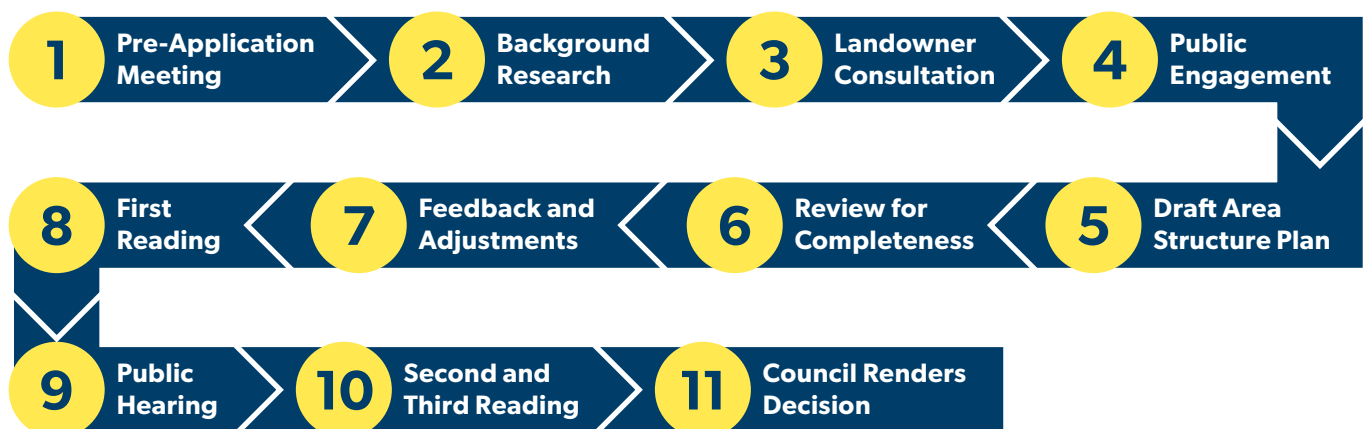 1
Pre-Application
Meeting
2
Background
Research
3
Landowner
Consultation
4
Public
Engagement
5
Draft Area
Structure Plan
6
Review for
Completeness
7
Feedback and
Adjustments
8
First
Reading
9
Public
Hearing
10
Second and
Third Reading
11
Council Renders
Decision